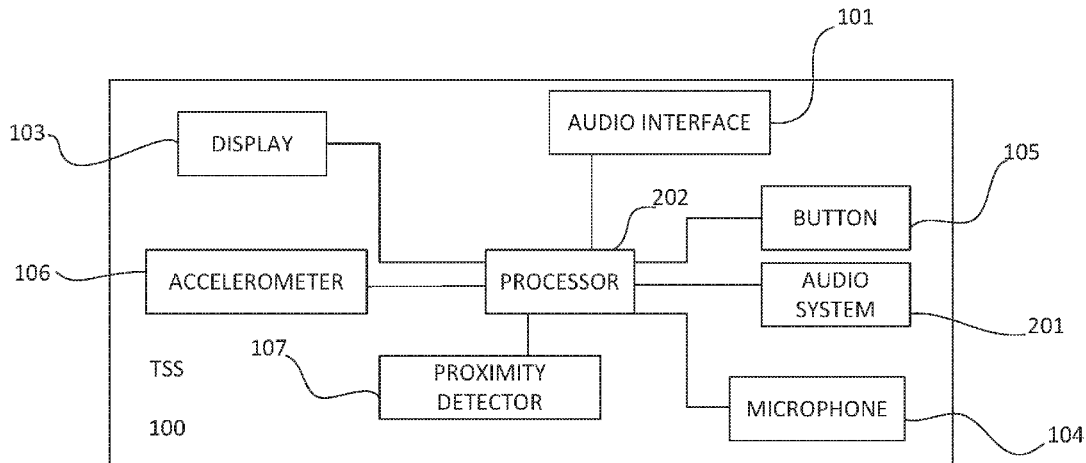 101
103
DISPLAY
AUDIO INTERFACE
105
202
BUTTON
106
ACCELEROMETER
PROCESSOR
AUDIO
SYSTEM
201
107
TSS
PROXIMITY
DETECTOR
MICROPHONE
100
104